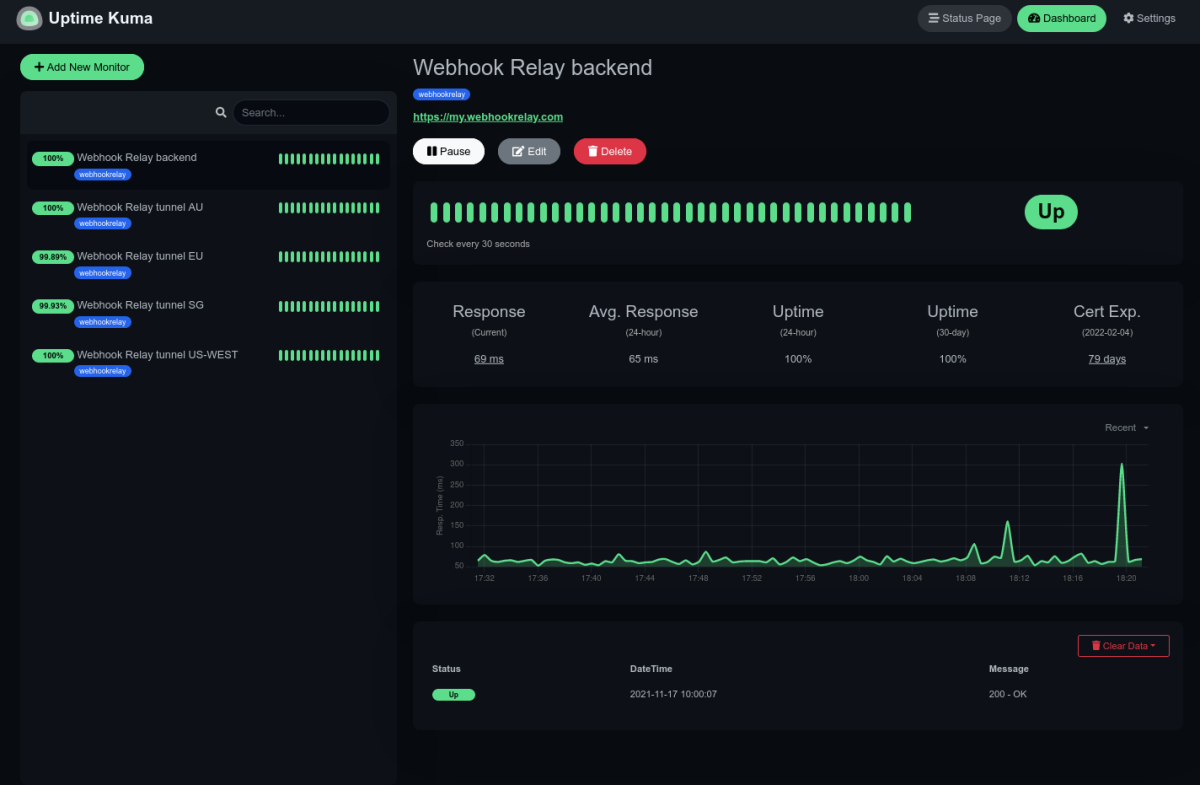 Uptime Kuma
Status Page
Dashboard
Settings
Add New Monitor
Search...
100% Webhook Relay backend
webhookrelay
100% Webhook Relay tunnel AU
webhookrelay
99.89% Webhook Relay tunnel EU
webhookrelay
99.93% Webhook Relay tunnel SG
webhookrelay
100% Webhook Relay tunnel US-WEST
webhookrelay
Webhook Relay backend
webhookrelay
https://my.webhookrelay.com
Pause Edit Delete
Up
Check every 30 seconds
Response Avg. Response Uptime Uptime Cert Exp.
(Current) (24-hour) (24-hour) (30-day) (2022-02-04)
69 ms 65 ms 100% 100% 79 days
Recent
Resp. Time (ms)
350
300
250
200
150
100
50
17:32 17:36 17:40 17:44 17:48 17:52 17:56 18:00 18:04 18:08 18:12 18:16 18:20
Clear Data
Status DateTime Message
Up 2021-11-17 10:00:07 200 - OK